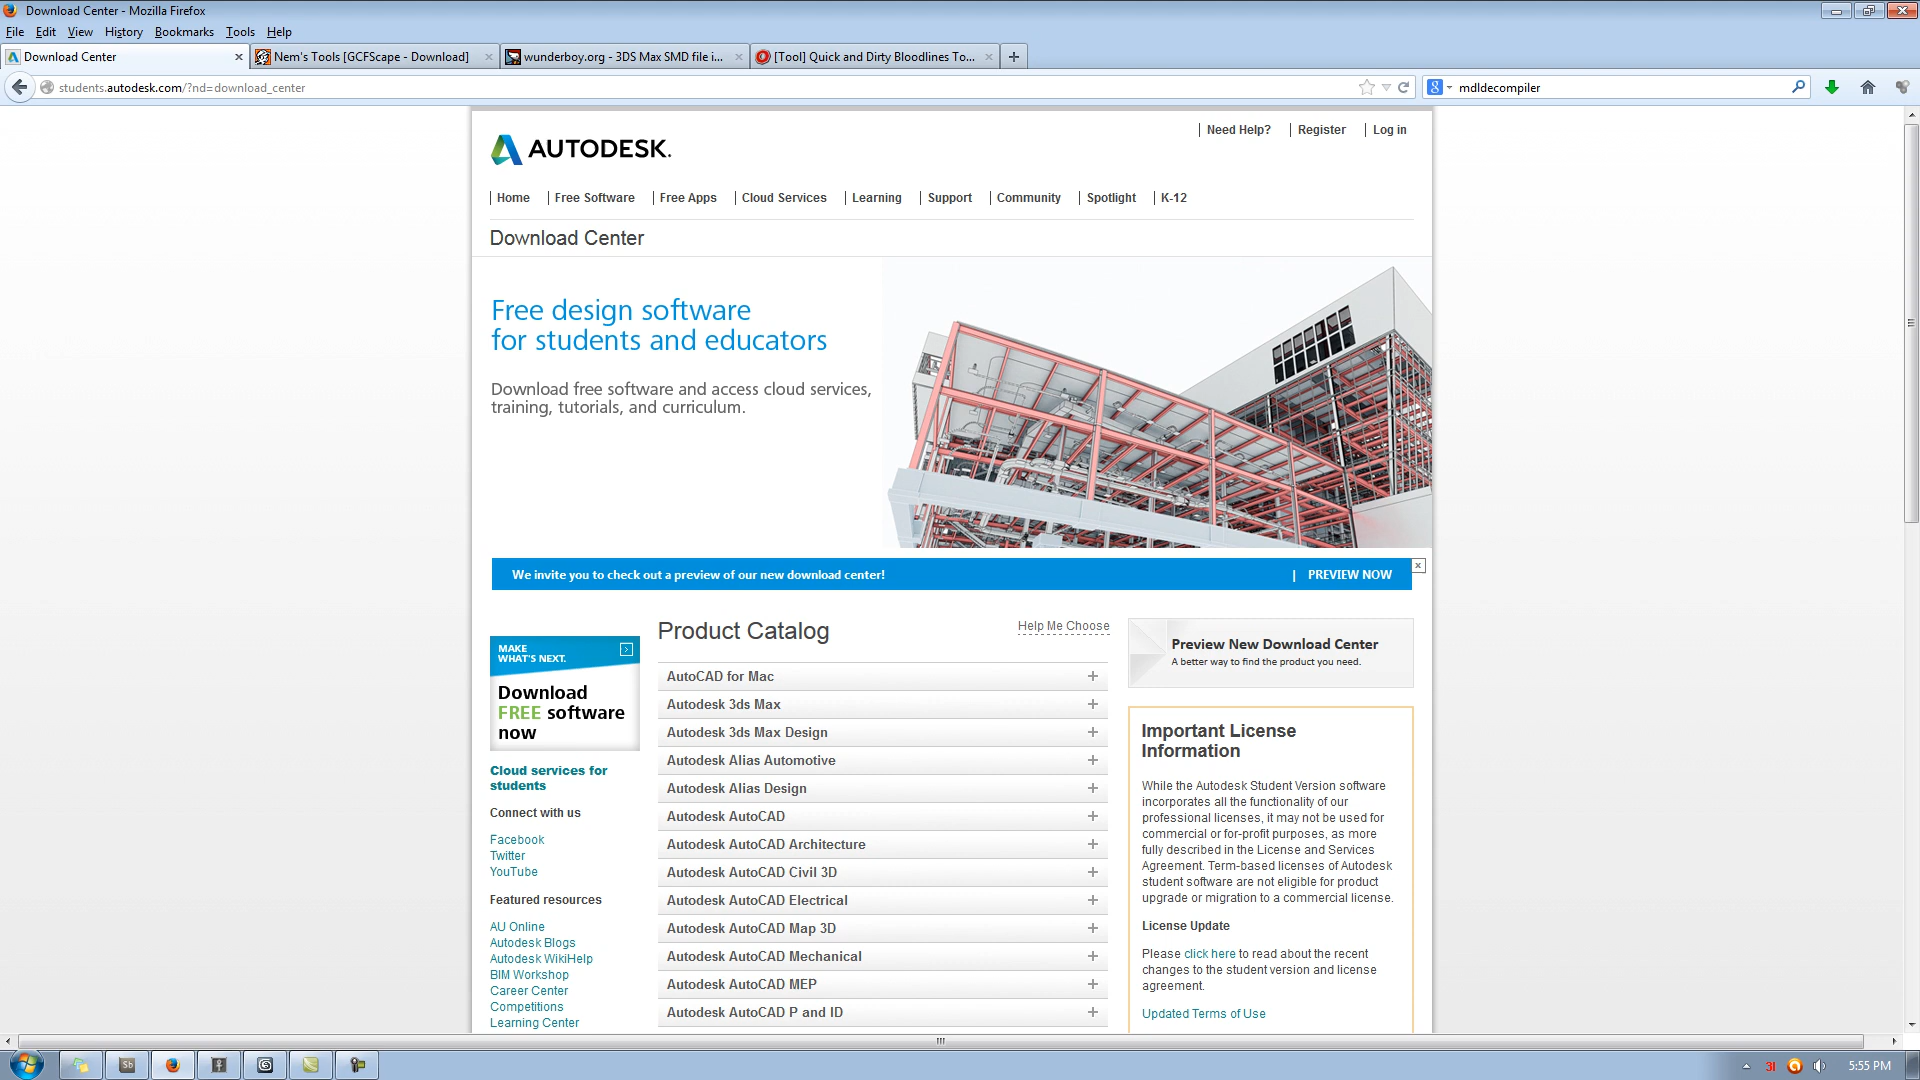 Download Center - Mozilla Firefox
File Edit View History Bookmarks Tools Help
Download Center
Nem's Tools [GCFScape - Download]
wunderboy.org - 3DS Max SMD file i...
[Tool] Quick and Dirty Bloodlines To...
students.autodesk.com/?nd=download_center
mdldecompiler
Need Help? Register Log in
AUTODESK.
Home Free Software Free Apps Cloud Services Learning Support Community Spotlight K-12
Download Center
Free design software
for students and educators
Download free software and access cloud services,
training, tutorials, and curriculum.
We invite you to check out a preview of our new download center!
| PREVIEW NOW
MAKE
WHAT'S NEXT.
Download
FREE software
now
Cloud services for
students
Connect with us
Facebook
Twitter
YouTube
Featured resources
AU Online
Autodesk Blogs
Autodesk WikiHelp
BIM Workshop
Career Center
Competitions
Learning Center
Product Catalog
Help Me Choose
AutoCAD for Mac
Autodesk 3ds Max
Autodesk 3ds Max Design
Autodesk Alias Automotive
Autodesk Alias Design
Autodesk AutoCAD
Autodesk AutoCAD Architecture
Autodesk AutoCAD Civil 3D
Autodesk AutoCAD Electrical
Autodesk AutoCAD Map 3D
Autodesk AutoCAD Mechanical
Autodesk AutoCAD MEP
Autodesk AutoCAD P and ID
Preview New Download Center
A better way to find the product you need.
Important License
Information
While the Autodesk Student Version software
incorporates all the functionality of our
professional licenses, it may not be used for
commercial or for-profit purposes, as more
fully described in the License and Services
Agreement. Term-based licenses of Autodesk
student software are not eligible for product
upgrade or migration to a commercial license.
License Update
Please click here to read about the recent
changes to the student version and license
agreement.
Updated Terms of Use
Sb
5:55 PM